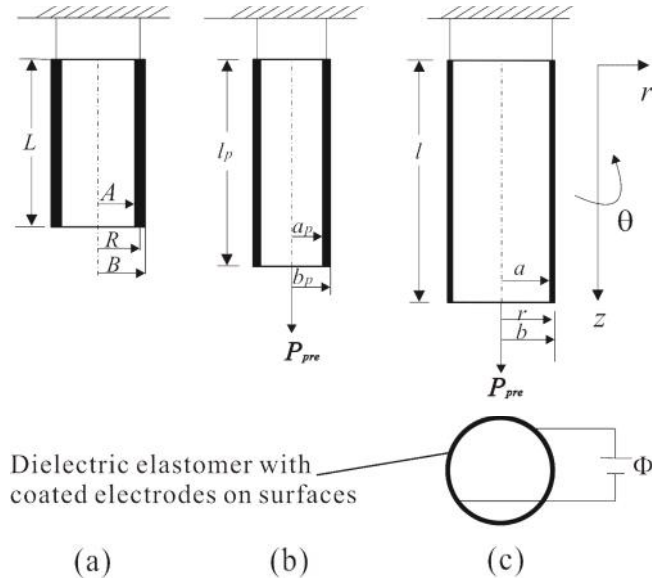 L
A
R
B
l_p
a_p
b_p
P_pre
l
a
r
b
P_pre
r
θ
z
Dielectric elastomer with
coated electrodes on surfaces
Φ
(a)
(b)
(c)